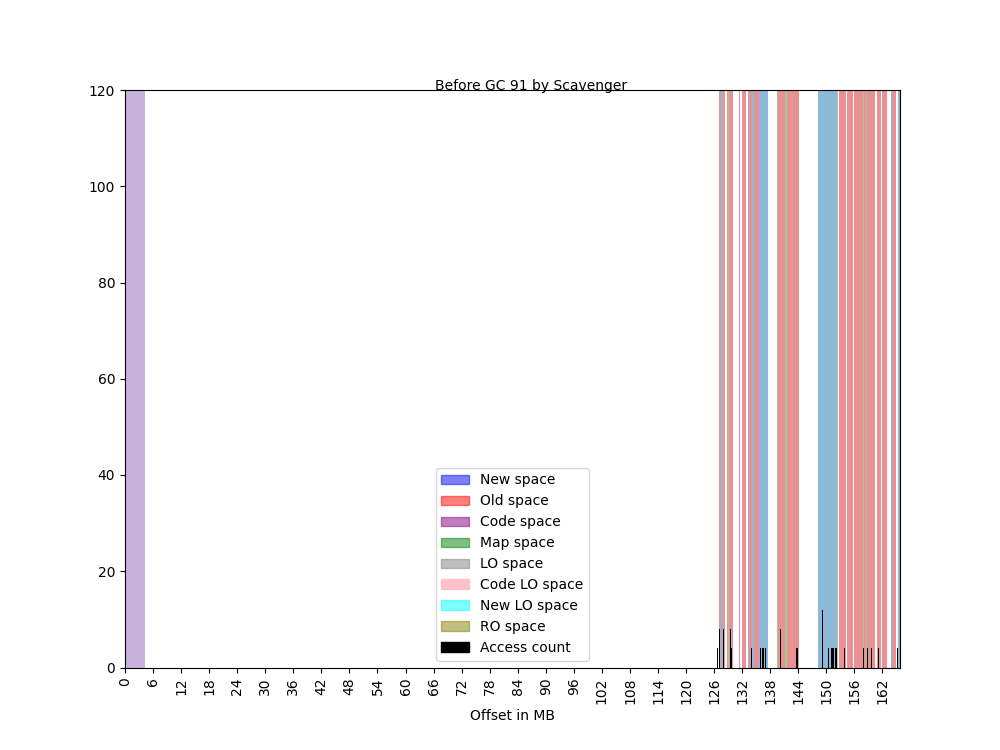 Before GC 91 by Scavenger
120
100
80
60
40
20
0
New space
Old space
Code space
Map space
LO space
Code LO space
New LO space
RO space
Access count
0 6 12 18 24 30 36 42 48 54 60 66 72 78 84 90 96 102 108 114 120 126 132 138 144 150 156 162
Offset in MB